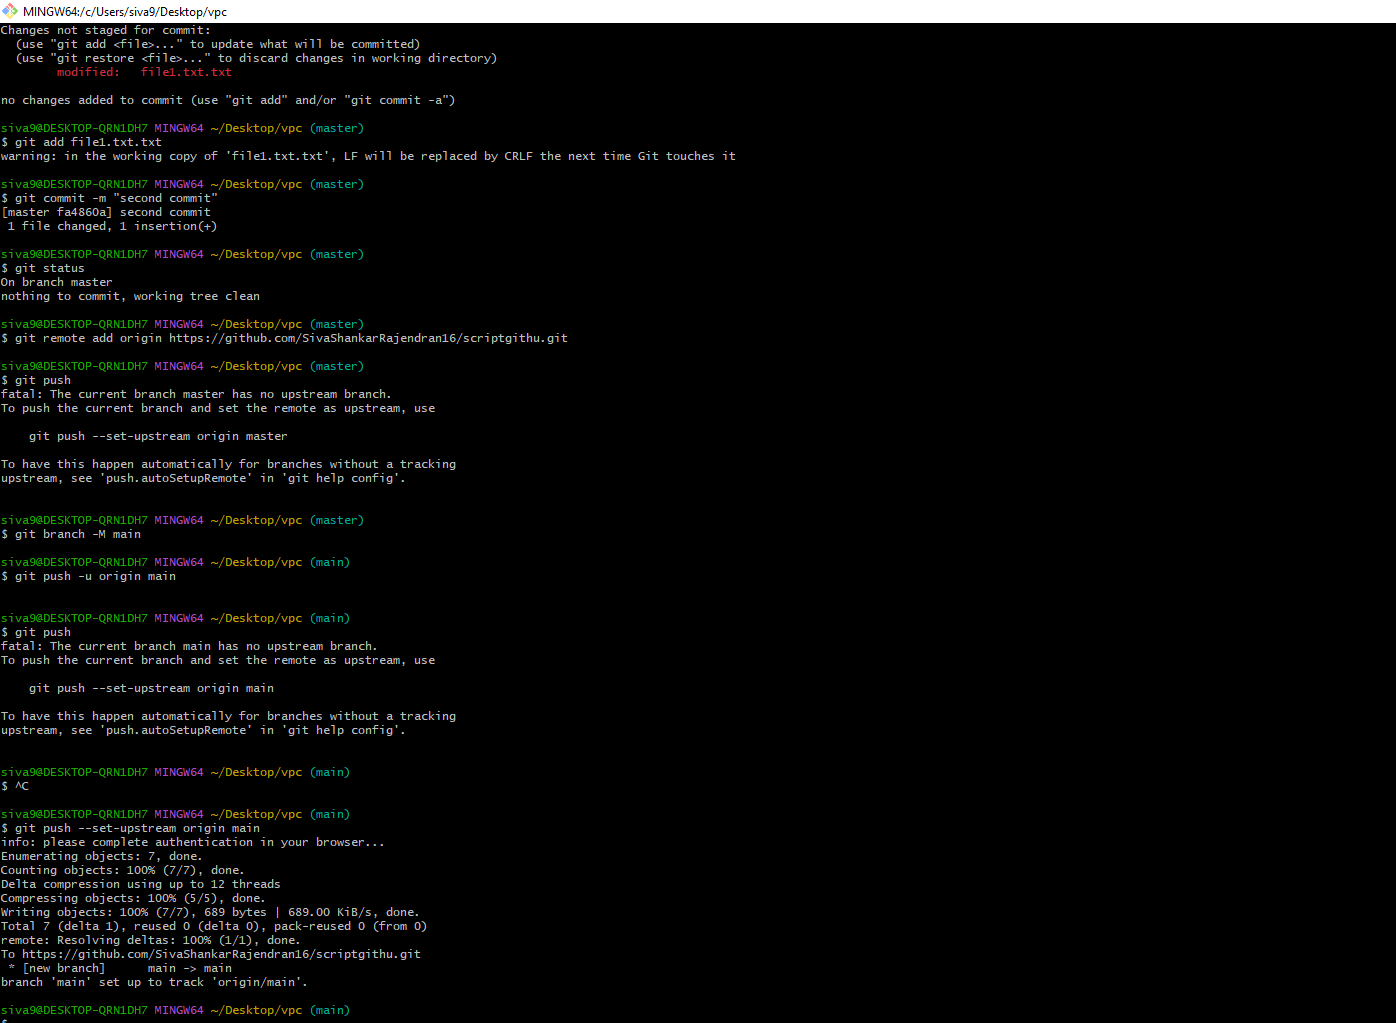 MINGW64:/c/Users/siva9/Desktop/vpc
Changes not staged for commit:
  (use "git add <file>..." to update what will be committed)
  (use "git restore <file>..." to discard changes in working directory)
        modified:   file1.txt.txt
no changes added to commit (use "git add" and/or "git commit -a")
siva9@DESKTOP-QRN1DH7 MINGW64 ~/Desktop/vpc (master)
$ git add file1.txt.txt
warning: in the working copy of 'file1.txt.txt', LF will be replaced by CRLF the next time Git touches it
siva9@DESKTOP-QRN1DH7 MINGW64 ~/Desktop/vpc (master)
$ git commit -m "second commit"
[master fa4860a] second commit
 1 file changed, 1 insertion(+)
siva9@DESKTOP-QRN1DH7 MINGW64 ~/Desktop/vpc (master)
$ git status
On branch master
nothing to commit, working tree clean
siva9@DESKTOP-QRN1DH7 MINGW64 ~/Desktop/vpc (master)
$ git remote add origin https://github.com/SivaShankarRajendran16/scriptgithu.git
siva9@DESKTOP-QRN1DH7 MINGW64 ~/Desktop/vpc (master)
$ git push
fatal: The current branch master has no upstream branch.
To push the current branch and set the remote as upstream, use
    git push --set-upstream origin master
To have this happen automatically for branches without a tracking
upstream, see 'push.autoSetupRemote' in 'git help config'.
siva9@DESKTOP-QRN1DH7 MINGW64 ~/Desktop/vpc (master)
$ git branch -M main
siva9@DESKTOP-QRN1DH7 MINGW64 ~/Desktop/vpc (main)
$ git push -u origin main
siva9@DESKTOP-QRN1DH7 MINGW64 ~/Desktop/vpc (main)
$ git push
fatal: The current branch main has no upstream branch.
To push the current branch and set the remote as upstream, use
    git push --set-upstream origin main
To have this happen automatically for branches without a tracking
upstream, see 'push.autoSetupRemote' in 'git help config'.
siva9@DESKTOP-QRN1DH7 MINGW64 ~/Desktop/vpc (main)
$ ^C
siva9@DESKTOP-QRN1DH7 MINGW64 ~/Desktop/vpc (main)
$ git push --set-upstream origin main
info: please complete authentication in your browser...
Enumerating objects: 7, done.
Counting objects: 100% (7/7), done.
Delta compression using up to 12 threads
Compressing objects: 100% (5/5), done.
Writing objects: 100% (7/7), 689 bytes | 689.00 KiB/s, done.
Total 7 (delta 1), reused 0 (delta 0), pack-reused 0 (from 0)
remote: Resolving deltas: 100% (1/1), done.
To https://github.com/SivaShankarRajendran16/scriptgithu.git
 * [new branch]      main -> main
branch 'main' set up to track 'origin/main'.
siva9@DESKTOP-QRN1DH7 MINGW64 ~/Desktop/vpc (main)
$